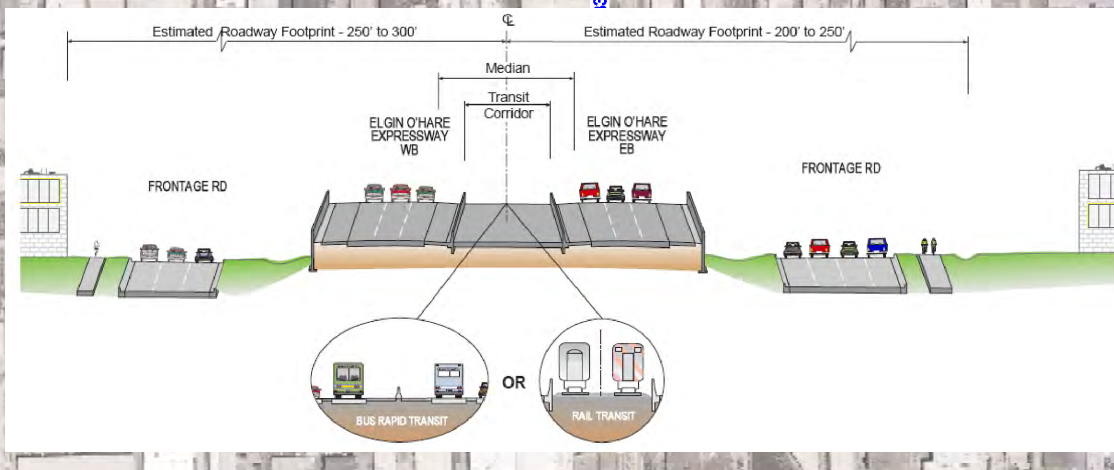 ℄
Estimated Roadway Footprint - 250' to 300'
Estimated Roadway Footprint - 200' to 250'
Median
Transit
Corridor
ELGIN O'HARE
EXPRESSWAY
WB
ELGIN O'HARE
EXPRESSWAY
EB
FRONTAGE RD
FRONTAGE RD
BUS RAPID TRANSIT
OR
RAIL TRANSIT